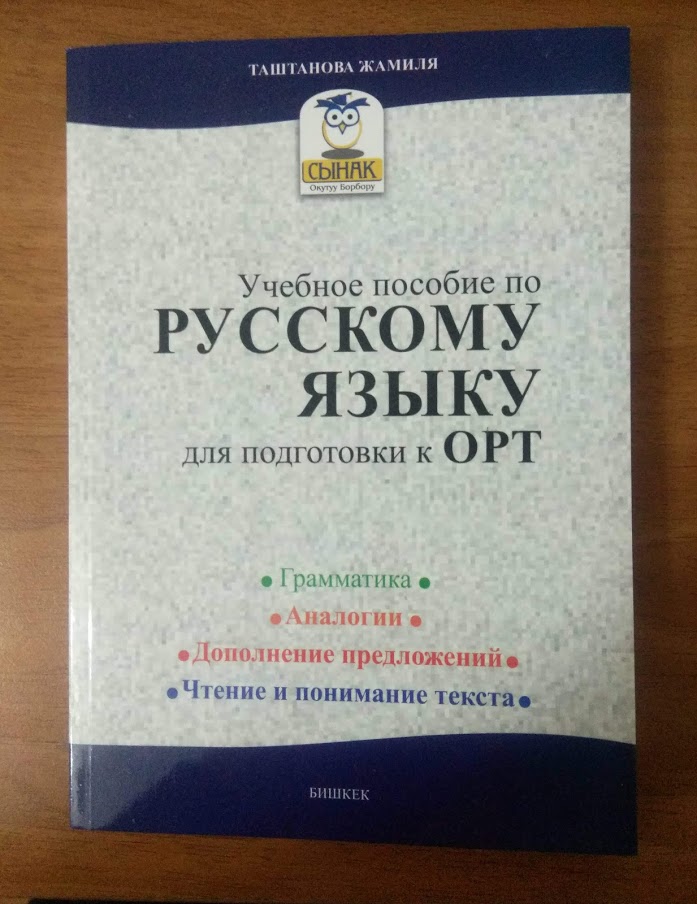 ТАШТАНОВА ЖАМИЛЯ
СЫНАК
Окутуу Борбору
Учебное пособие по
РУССКОМУ
ЯЗЫКУ
для подготовки к ОРТ
• Грамматика •
• Аналогии •
• Дополнение предложений •
• Чтение и понимание текста •
БИШКЕК